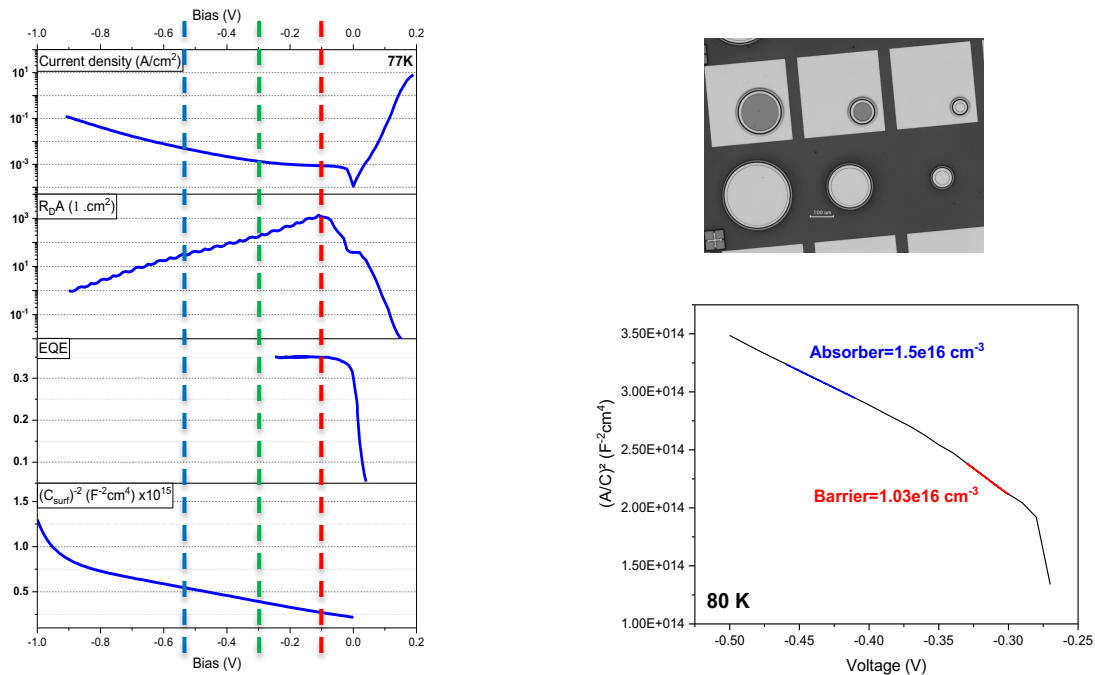 Bias (V)
-1.0 -0.8 -0.6 -0.4 -0.2 0.0 0.2
Current density (A/cm²)
77K
10¹
10⁻¹
10⁻³
R_DA (1 .cm²)
10³
10¹
10⁻¹
EQE
0.3
0.2
0.1
(C_surf)⁻² (F⁻²cm⁴) x10¹⁵
1.5
1.0
0.5
-1.0 -0.8 -0.6 -0.4 -0.2 0.0 0.2
Bias (V)
100 um
3.50E+014
3.00E+014
2.50E+014
2.00E+014
1.50E+014
1.00E+014
(A/C)² (F⁻²cm⁴)
Absorber=1.5e16 cm⁻³
Barrier=1.03e16 cm⁻³
80 K
-0.50 -0.45 -0.40 -0.35 -0.30 -0.25
Voltage (V)